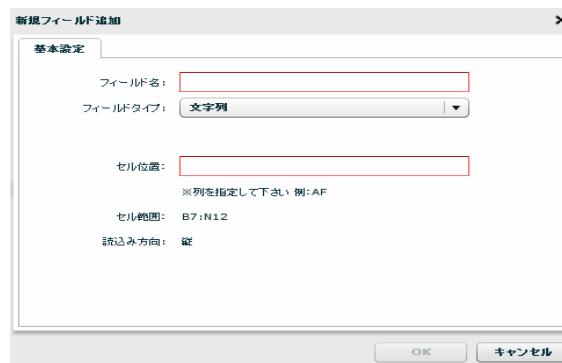 新規フィールド追加
基本設定
フィールド名:
フィールドタイプ: 文字列
セル位置:
※列を指定して下さい 例:AF
セル範囲: B7:N12
読込み方向: 縦
OK キャンセル